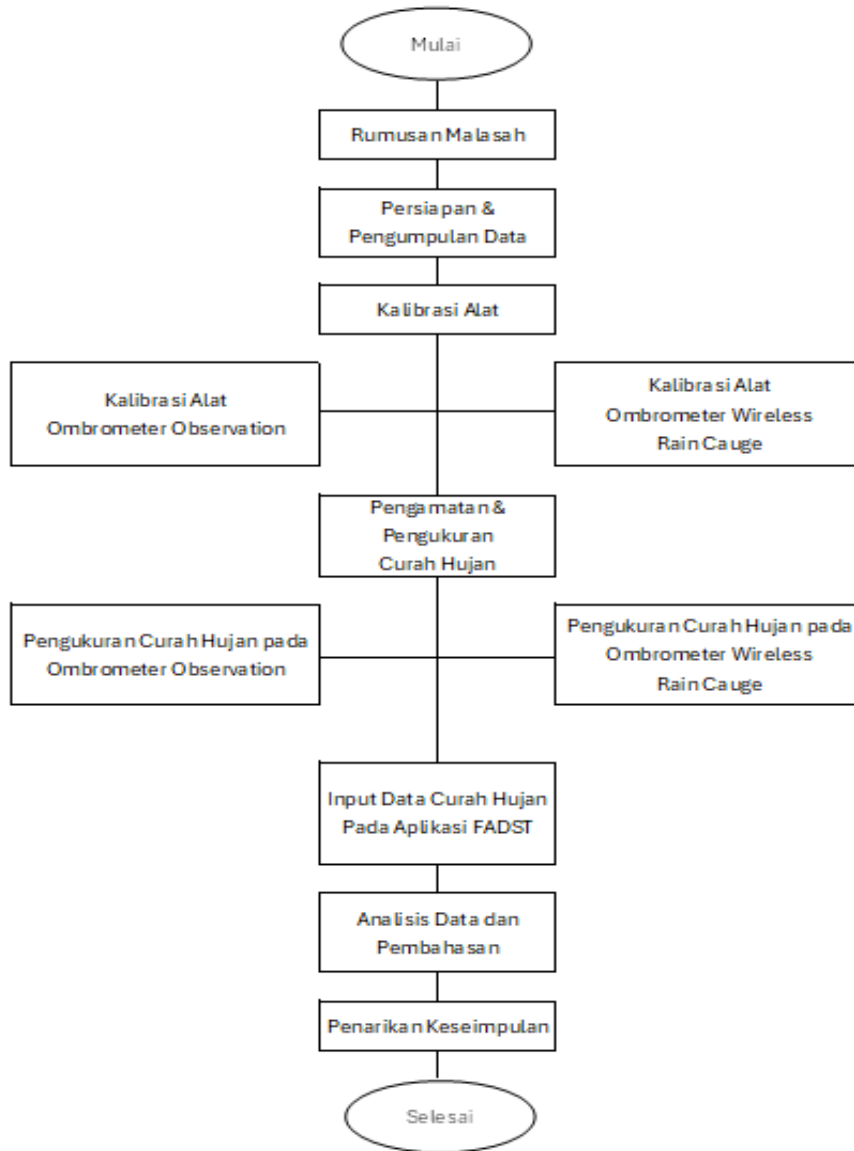 Mulai
Rumusan Malasah
Persiapan &
Pengumpulan Data
Kalibrasi Alat
Kalibrasi Alat
Ombrometer Observation
Kalibrasi Alat
Ombrometer Wireless
Rain Cauge
Pengamatan &
Pengukuran
Curah Hujan
Pengukuran Curah Hujan pada
Ombrometer Observation
Pengukuran Curah Hujan pada
Ombrometer Wireless
Rain Cauge
Input Data Curah Hujan
Pada Aplikasi FADST
Analisis Data dan
Pembahasan
Penarikan Keseimpulan
Selesai